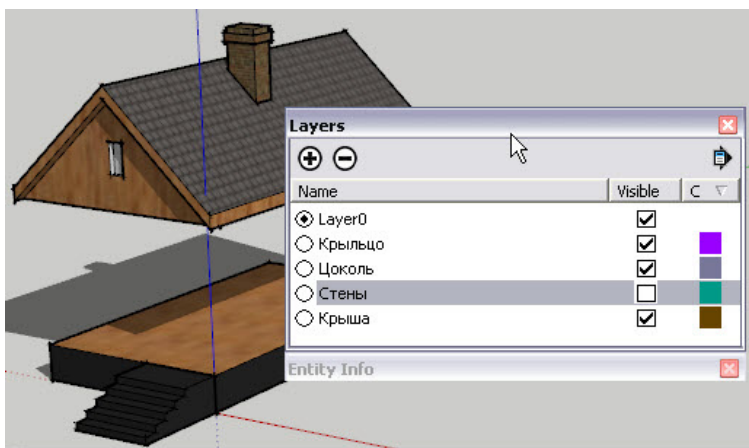 Layers
Name Visible C
Layer0
Крыльцо
Цоколь
Стены
Крыша
Entity Info